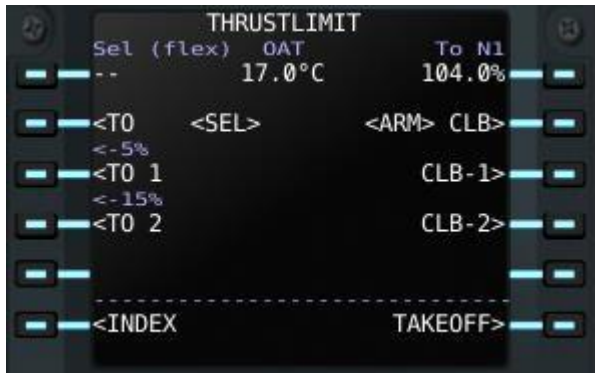 THRUSTLIMIT
Sel (flex) OAT To N1
-- 17.0°C 104.0%
<TO <SEL> <ARM> CLB>
<-5%
<TO 1 CLB-1>
<-15%
<TO 2 CLB-2>
------------------------------------
<INDEX TAKEOFF>